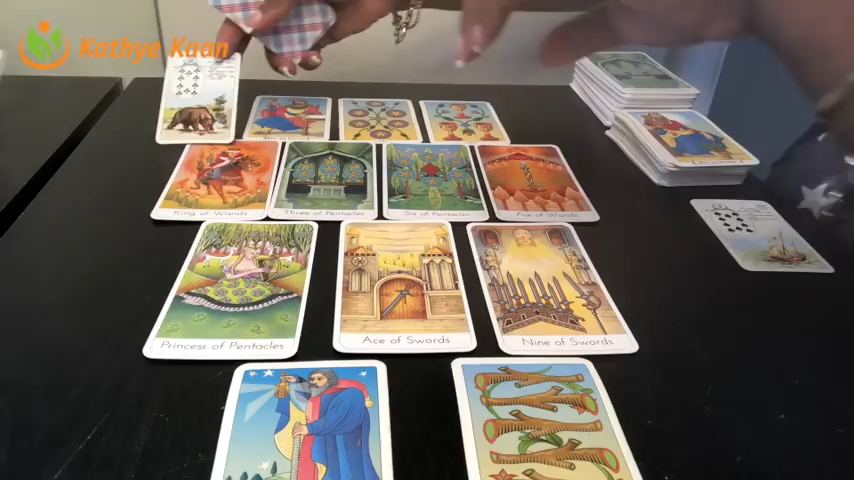 Kathye Kaan
King of Wands
Three of Pentacles
Six of Pentacles
Ace of Wands
Princess of Pentacles
Ace of Swords
Nine of Swords